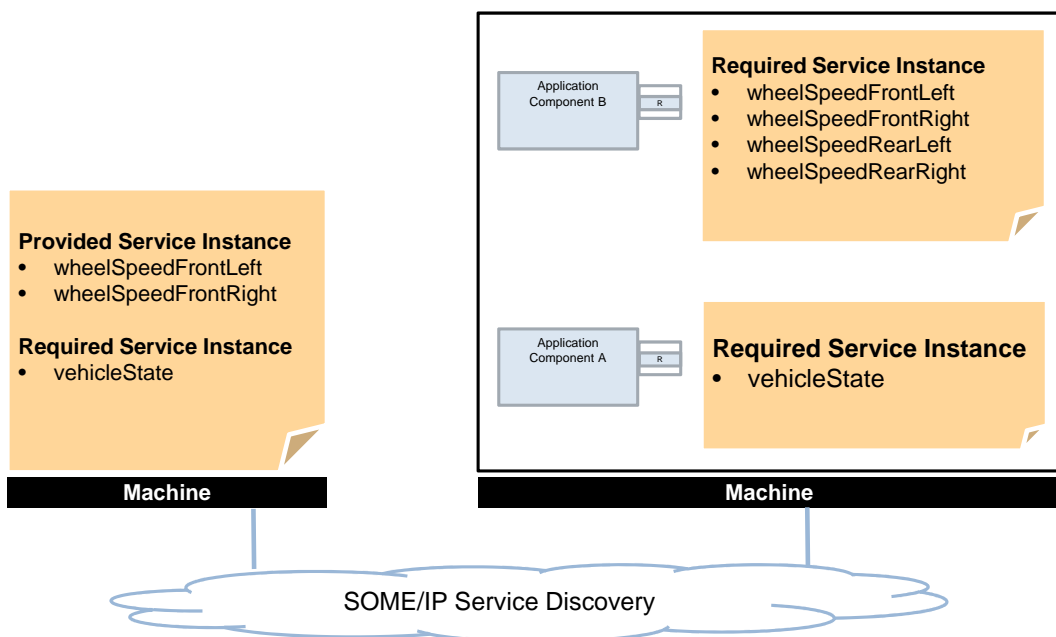 Provided Service Instance
• wheelSpeedFrontLeft
• wheelSpeedFrontRight
Required Service Instance
• vehicleState
Machine
Application
Component B
R
Required Service Instance
• wheelSpeedFrontLeft
• wheelSpeedFrontRight
• wheelSpeedRearLeft
• wheelSpeedRearRight
Application
Component A
R
Required Service Instance
• vehicleState
Machine
SOME/IP Service Discovery